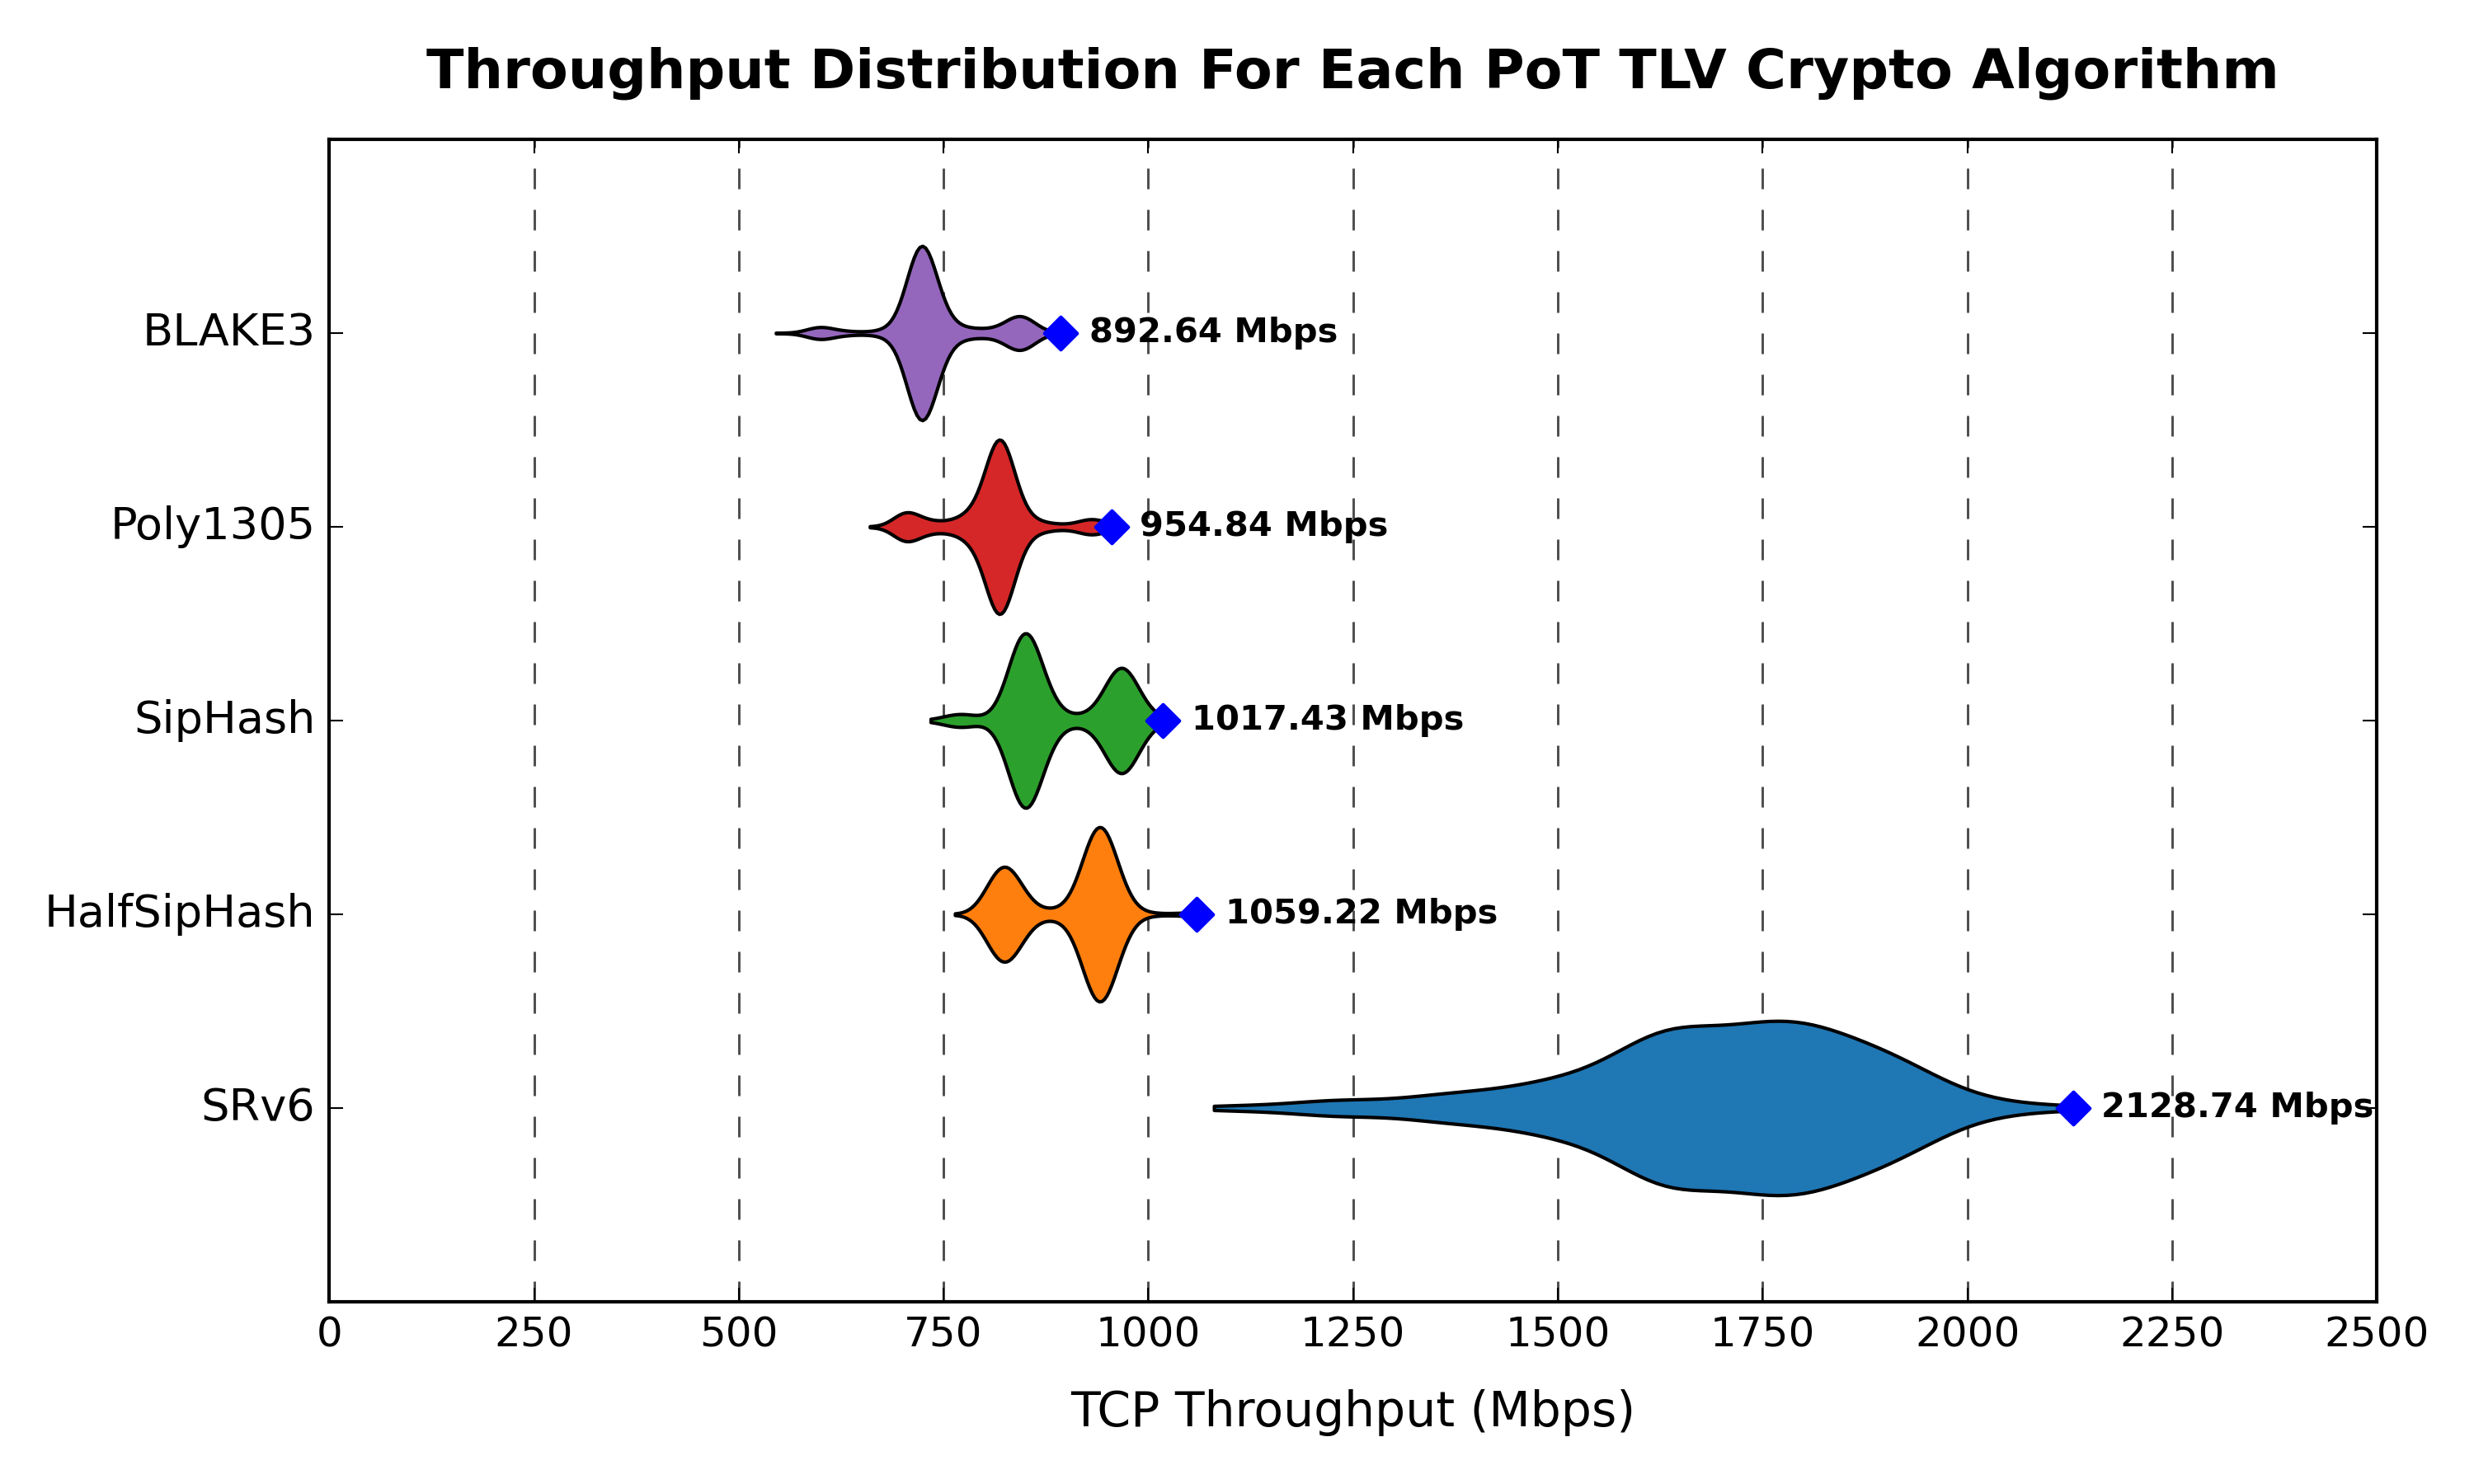 Throughput Distribution For Each PoT TLV Crypto Algorithm
BLAKE3
892.64 Mbps
Poly1305
954.84 Mbps
SipHash
1017.43 Mbps
HalfSipHash
1059.22 Mbps
SRv6
2128.74 Mbps
0 250 500 750 1000 1250 1500 1750 2000 2250 2500
TCP Throughput (Mbps)